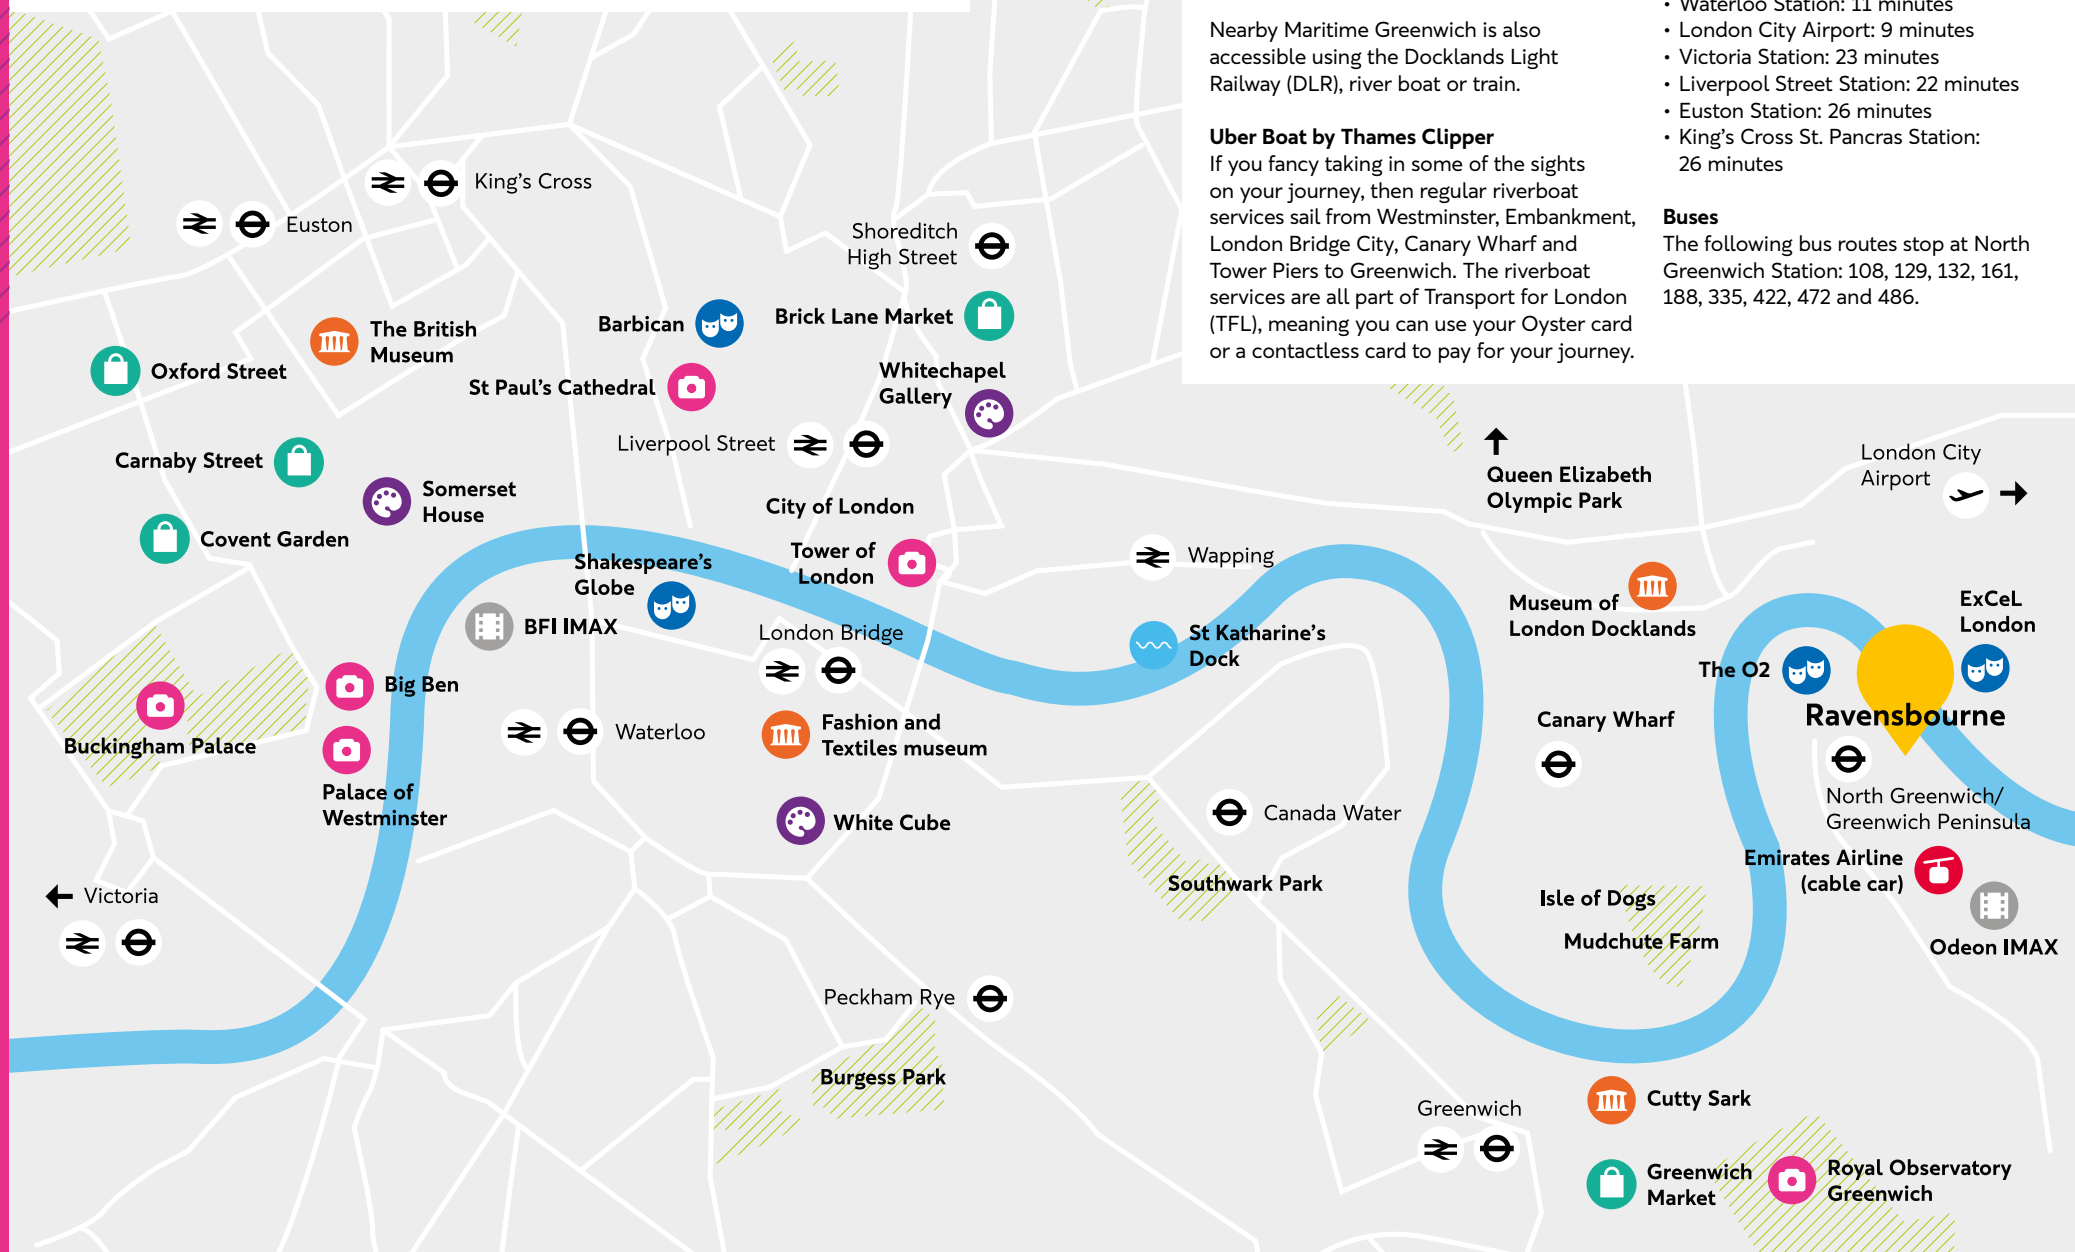 Nearby Maritime Greenwich is also
accessible using the Docklands Light
Railway (DLR), river boat or train.
Uber Boat by Thames Clipper
If you fancy taking in some of the sights
on your journey, then regular riverboat
services sail from Westminster, Embankment,
London Bridge City, Canary Wharf and
Tower Piers to Greenwich. The riverboat
services are all part of Transport for London
(TFL), meaning you can use your Oyster card
or a contactless card to pay for your journey.
• Waterloo Station: 11 minutes
• London City Airport: 9 minutes
• Victoria Station: 23 minutes
• Liverpool Street Station: 22 minutes
• Euston Station: 26 minutes
• King's Cross St. Pancras Station:
26 minutes
Buses
The following bus routes stop at North
Greenwich Station: 108, 129, 132, 161,
188, 335, 422, 472 and 486.
King's Cross
Euston
Shoreditch
High Street
The British
Museum
Barbican
Brick Lane Market
Oxford Street
St Paul's Cathedral
Whitechapel
Gallery
Liverpool Street
Carnaby Street
Somerset
House
City of London
Covent Garden
Shakespeare's
Globe
Tower of
London
Wapping
Queen Elizabeth
Olympic Park
London City
Airport
BFI IMAX
London Bridge
St Katharine's
Dock
Museum of
London Docklands
ExCeL
London
The O2
Big Ben
Buckingham Palace
Waterloo
Fashion and
Textiles museum
Canary Wharf
Ravensbourne
Palace of
Westminster
White Cube
Canada Water
North Greenwich/
Greenwich Peninsula
Emirates Airline
(cable car)
Victoria
Southwark Park
Isle of Dogs
Mudchute Farm
Odeon IMAX
Peckham Rye
Burgess Park
Greenwich
Cutty Sark
Greenwich
Market
Royal Observatory
Greenwich